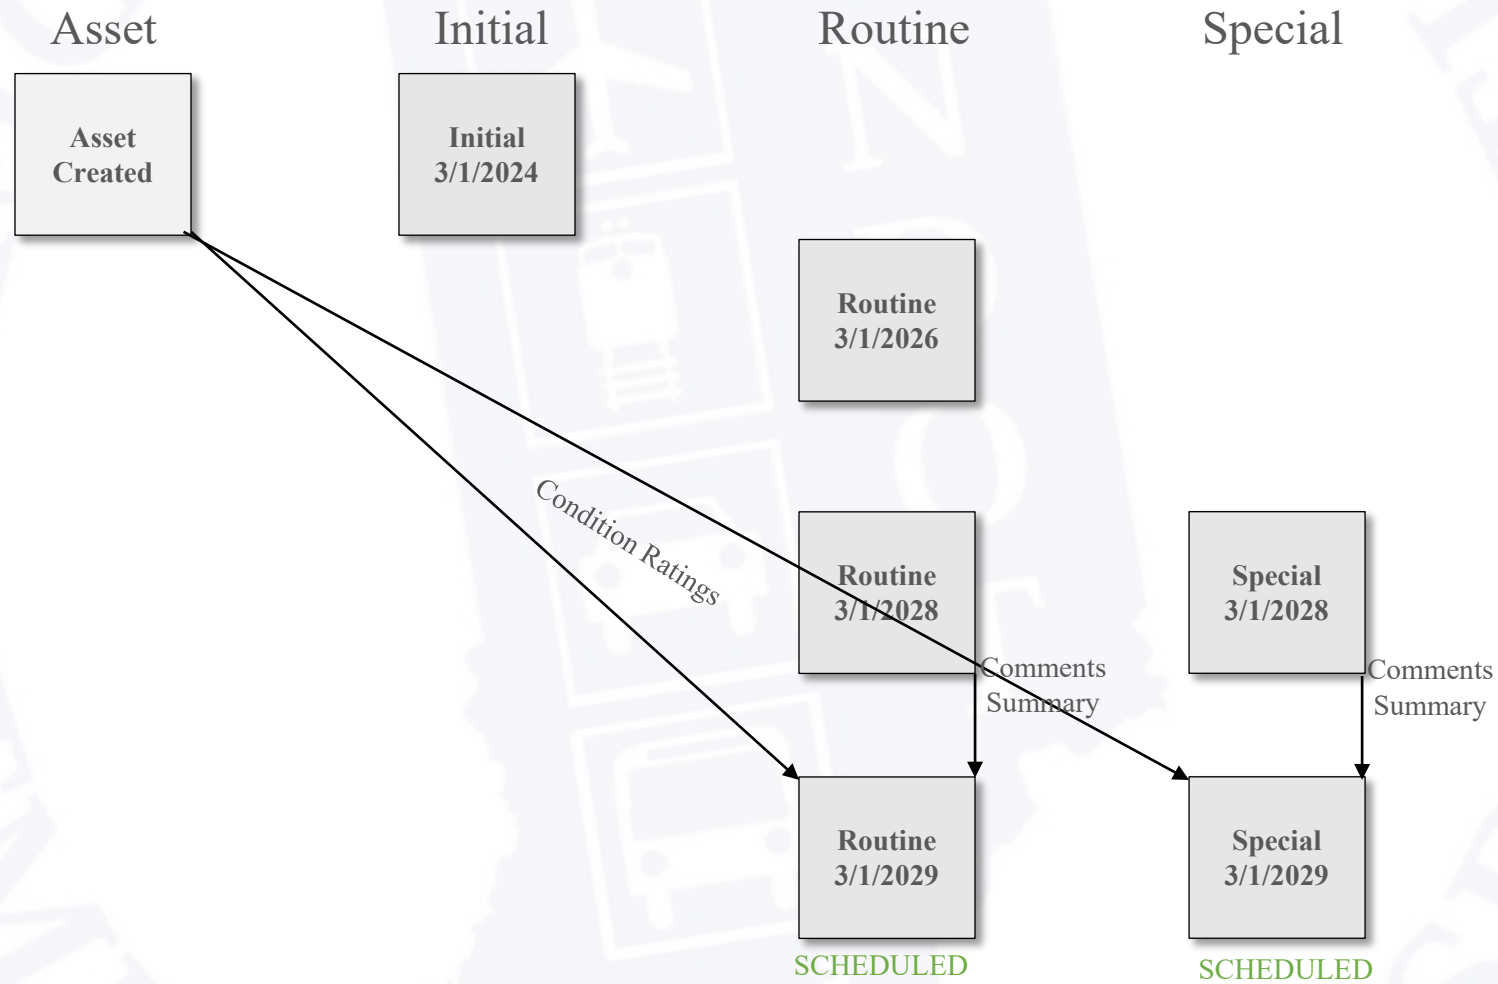 Asset
Initial
Routine
Special
Asset
Created
Initial
3/1/2024
Routine
3/1/2026
Condition Ratings
Routine
3/1/2028
Special
3/1/2028
Comments
Summary
Comments
Summary
Routine
3/1/2029
Special
3/1/2029
SCHEDULED
SCHEDULED